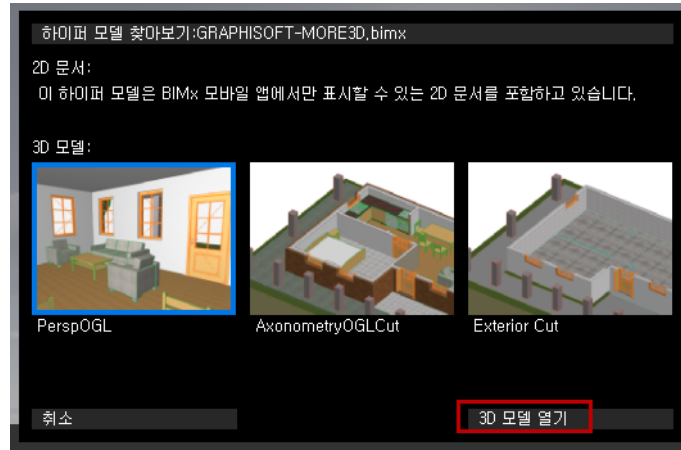 하이퍼 모델 찾아보기:GRAPHISOFT-MORE3D.bimx
2D 문서:
이 하이퍼 모델은 BIMx 모바일 앱에서만 표시할 수 있는 2D 문서를 포함하고 있습니다.
3D 모델:
PerspOGL
AxonometryOGLCut
Exterior Cut
취소
3D 모델 열기